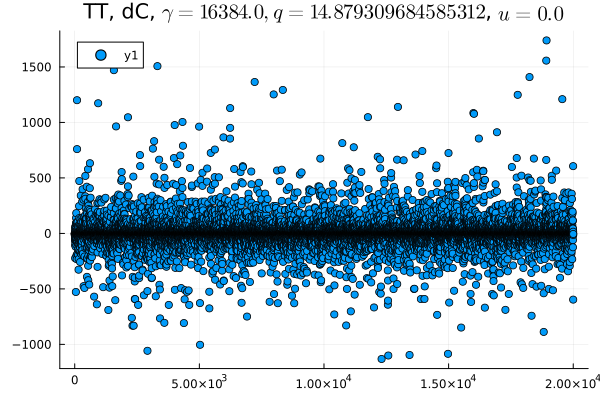 TT, dC, γ = 16384.0, q = 14.879309684585312, u = 0.0
y1
1500
1000
500
0
−500
−1000
0 5.00×10³ 1.00×10⁴ 1.50×10⁴ 2.00×10⁴